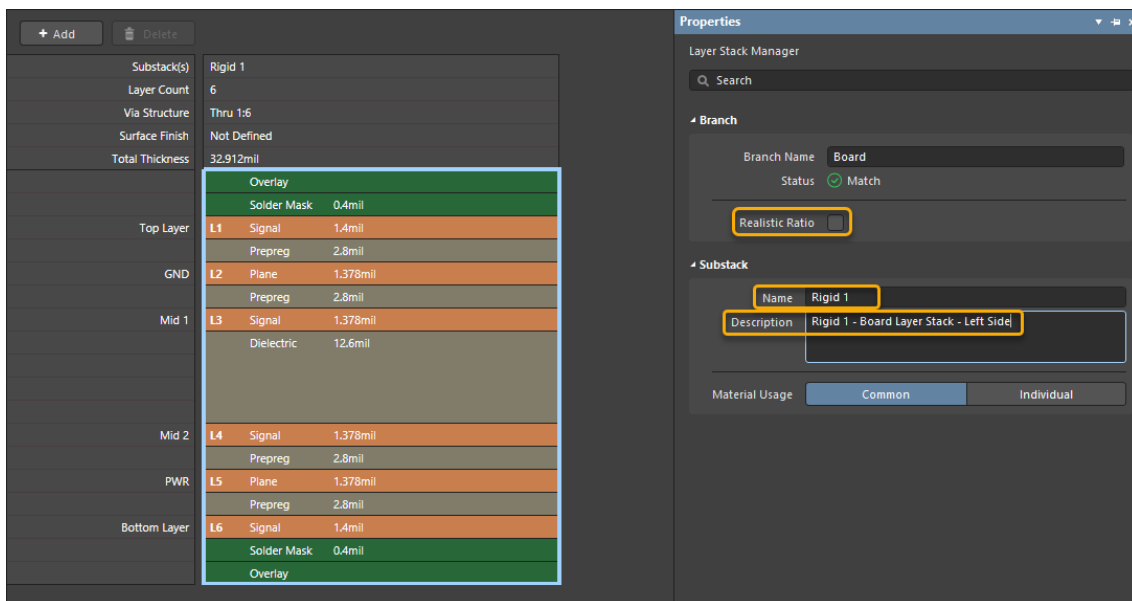 + Add
Delete
Substack(s) Rigid 1
Layer Count 6
Via Structure Thru 1:6
Surface Finish Not Defined
Total Thickness 32.912mil
Overlay
Solder Mask 0.4mil
Top Layer L1 Signal 1.4mil
Prepreg 2.8mil
GND L2 Plane 1.378mil
Prepreg 2.8mil
Mid 1 L3 Signal 1.378mil
Dielectric 12.6mil
Mid 2 L4 Signal 1.378mil
Prepreg 2.8mil
PWR L5 Plane 1.378mil
Prepreg 2.8mil
Bottom Layer L6 Signal 1.4mil
Solder Mask 0.4mil
Overlay
Properties
Layer Stack Manager
Search
Branch
Branch Name Board
Status Match
Realistic Ratio
Substack
Name Rigid 1
Description Rigid 1 - Board Layer Stack - Left Side
Material Usage Common Individual